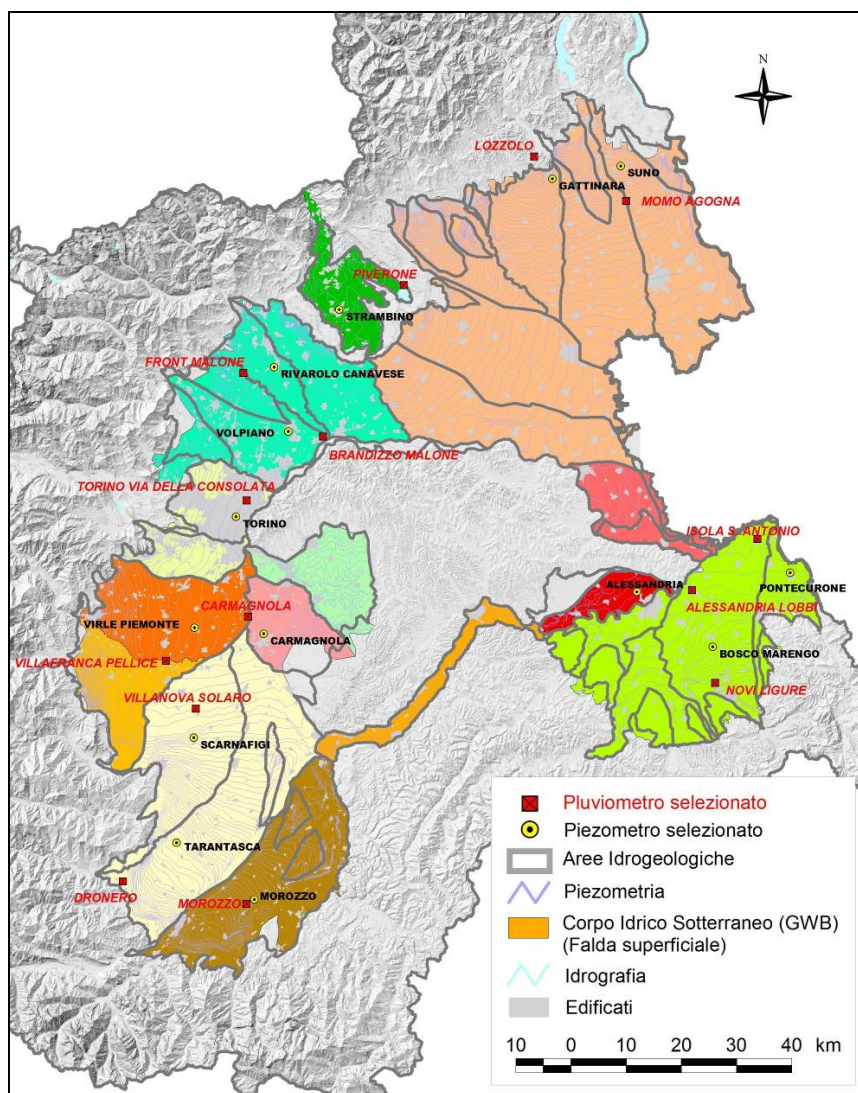 N
LOZZOLO
SUNO
GATTINARA
MOMO AGOGNA
PIVERONE
STRAMBINO
FRONT MALONE
RIVAROLO CANAVESE
VOLPIANO
BRANDIZZO MALONE
TORINO VIA DELLA CONSOLATA
TORINO
ISOLA S. ANTONIO
PONTECURONE
ALESSANDRIA
ALESSANDRIA LOBBI
CARMAGNOLA
VIRLE PIEMONTE
CARMAGNOLA
BOSCO MARENGO
VILLAFRANCA PELLICE
NOVI LIGURE
VILLANOVA SOLARO
SCARNAFIGI
TARANTASCA
DRONERO
MOROZZO
MOROZZO
Pluviometro selezionato
Piezometro selezionato
Aree Idrogeologiche
Piezometria
Corpo Idrico Sotterraneo (GWB)
(Falda superficiale)
Idrografia
Edificati
10 0 10 20 30 40 km